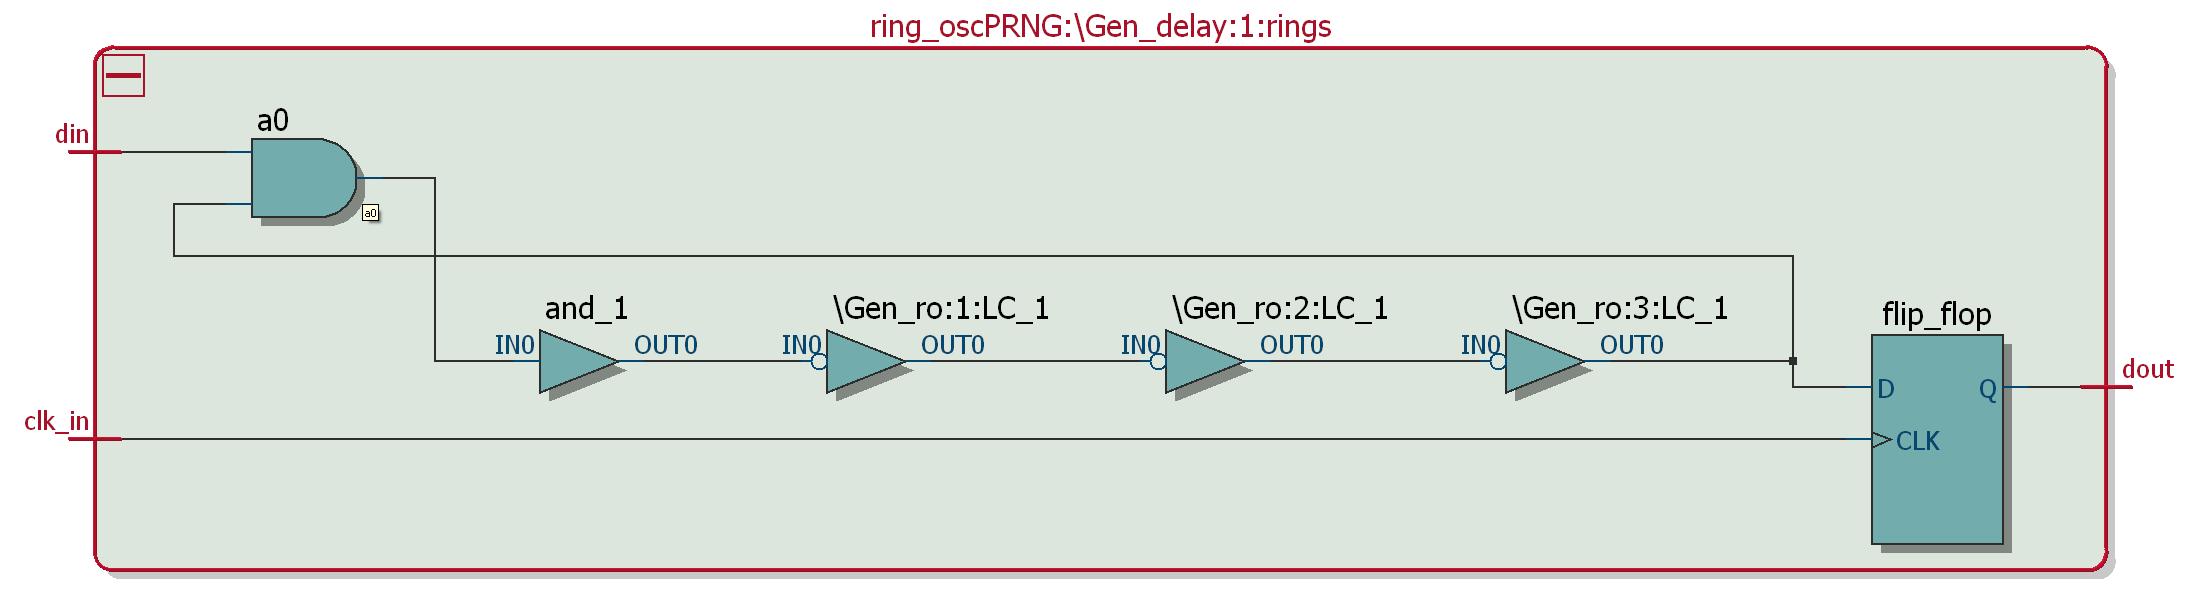 ring_oscPRNG:\Gen_delay:1:rings
a0
din
a0
and_1
\Gen_ro:1:LC_1
\Gen_ro:2:LC_1
\Gen_ro:3:LC_1
flip_flop
IN0
OUT0
IN0
OUT0
IN0
OUT0
IN0
OUT0
dout
D
Q
clk_in
CLK